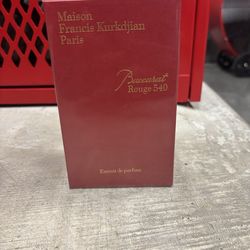 Maison
Francis Kurkdjian
Paris
Baccarat
Rouge 540
Extrait de parfum